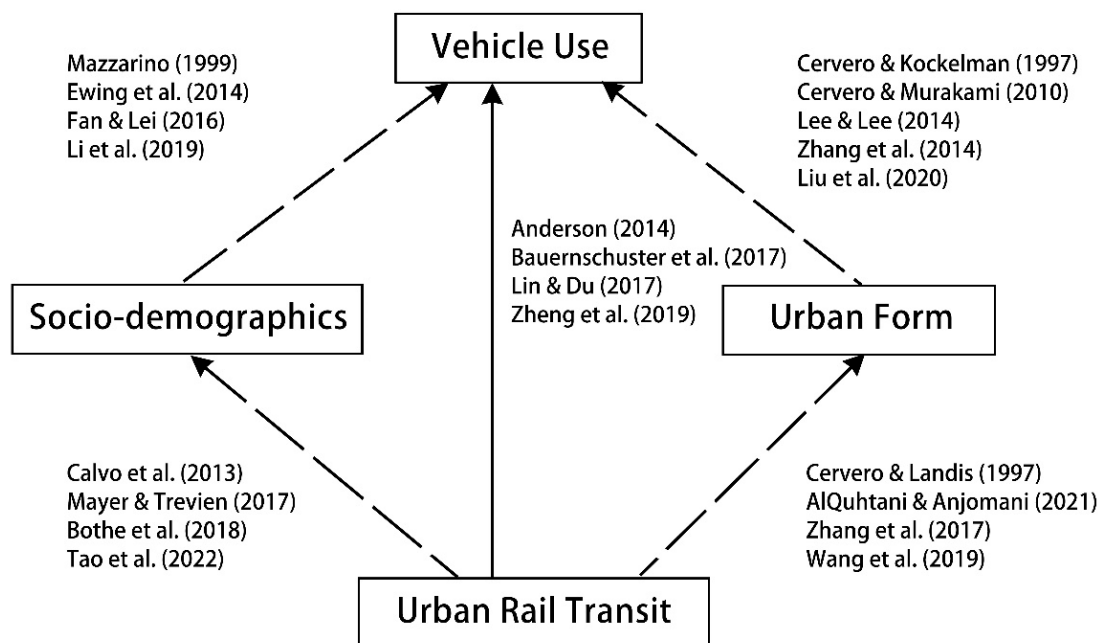 Vehicle Use
Mazzarino (1999)
Ewing et al. (2014)
Fan & Lei (2016)
Li et al. (2019)
Cervero & Kockelman (1997)
Cervero & Murakami (2010)
Lee & Lee (2014)
Zhang et al. (2014)
Liu et al. (2020)
Anderson (2014)
Bauernschuster et al. (2017)
Lin & Du (2017)
Zheng et al. (2019)
Socio-demographics
Urban Form
Calvo et al. (2013)
Mayer & Trevien (2017)
Bothe et al. (2018)
Tao et al. (2022)
Cervero & Landis (1997)
AlQuhtani & Anjomani (2021)
Zhang et al. (2017)
Wang et al. (2019)
Urban Rail Transit